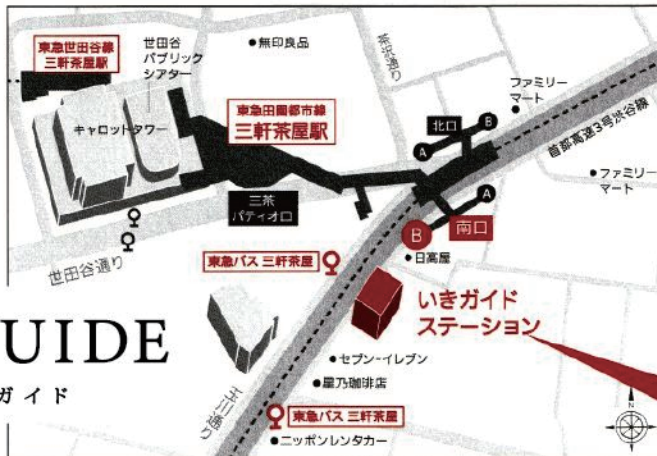 東急世田谷線
三軒茶屋駅
世田谷
パブリック
シアター
●無印良品
茶沢通り
ファミリー
マート
キャロットタワー
東急田園都市線
三軒茶屋駅
北口
B
A
首都高速3号渋谷線
●ファミリー
マート
三茶
パティオ口
A
B
南口
●日高屋
世田谷通り
東急バス 三軒茶屋
いきガイド
ステーション
UIDE
ガイド
●セブン-イレブン
●星乃珈琲店
玉川通り
東急バス 三軒茶屋
●ニッポンレンタカー
N